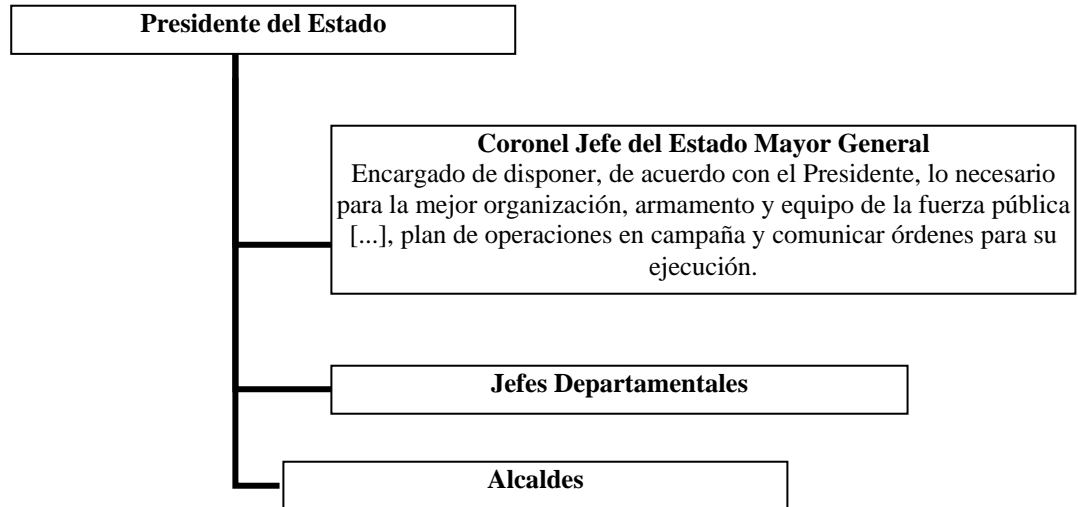 Presidente del Estado
Coronel Jefe del Estado Mayor General
Encargado de disponer, de acuerdo con el Presidente, lo necesario
para la mejor organización, armamento y equipo de la fuerza pública
[...], plan de operaciones en campaña y comunicar órdenes para su
ejecución.
Jefes Departamentales
Alcaldes